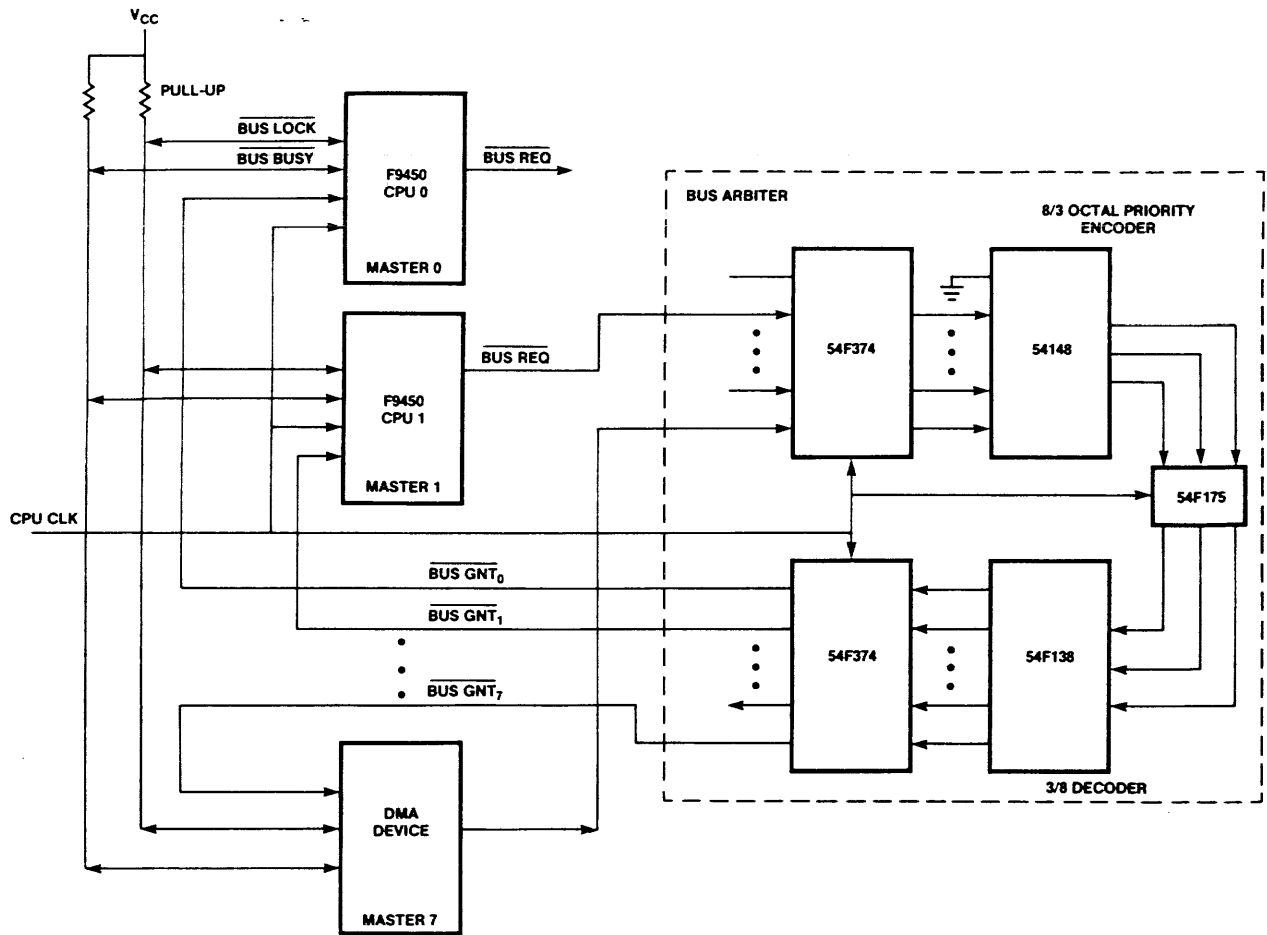 VCC
PULL-UP
BUS LOCK
BUS BUSY
F9450
CPU 0
MASTER 0
BUS REQ
F9450
CPU 1
MASTER 1
BUS REQ
CPU CLK
BUS GNT0
BUS GNT1
BUS GNT7
DMA
DEVICE
MASTER 7
BUS ARBITER
8/3 OCTAL PRIORITY
ENCODER
54F374
54148
54F175
54F374
54F138
3/8 DECODER